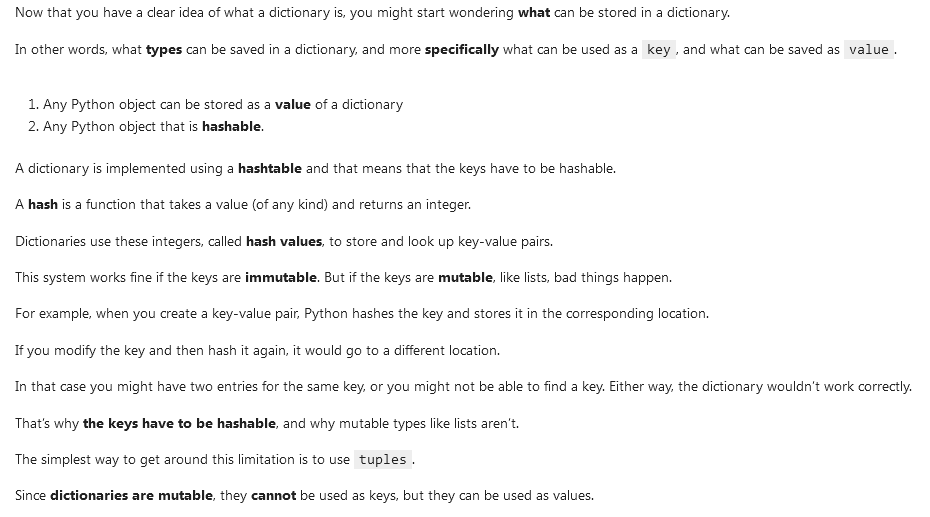 Now that you have a clear idea of what a dictionary is, you might start wondering what can be stored in a dictionary.
In other words, what types can be saved in a dictionary, and more specifically what can be used as a key , and what can be saved as value .
1. Any Python object can be stored as a value of a dictionary
2. Any Python object that is hashable.
A dictionary is implemented using a hashtable and that means that the keys have to be hashable.
A hash is a function that takes a value (of any kind) and returns an integer.
Dictionaries use these integers, called hash values, to store and look up key-value pairs.
This system works fine if the keys are immutable. But if the keys are mutable, like lists, bad things happen.
For example, when you create a key-value pair, Python hashes the key and stores it in the corresponding location.
If you modify the key and then hash it again, it would go to a different location.
In that case you might have two entries for the same key, or you might not be able to find a key. Either way, the dictionary wouldn't work correctly.
That's why the keys have to be hashable, and why mutable types like lists aren't.
The simplest way to get around this limitation is to use tuples .
Since dictionaries are mutable, they cannot be used as keys, but they can be used as values.